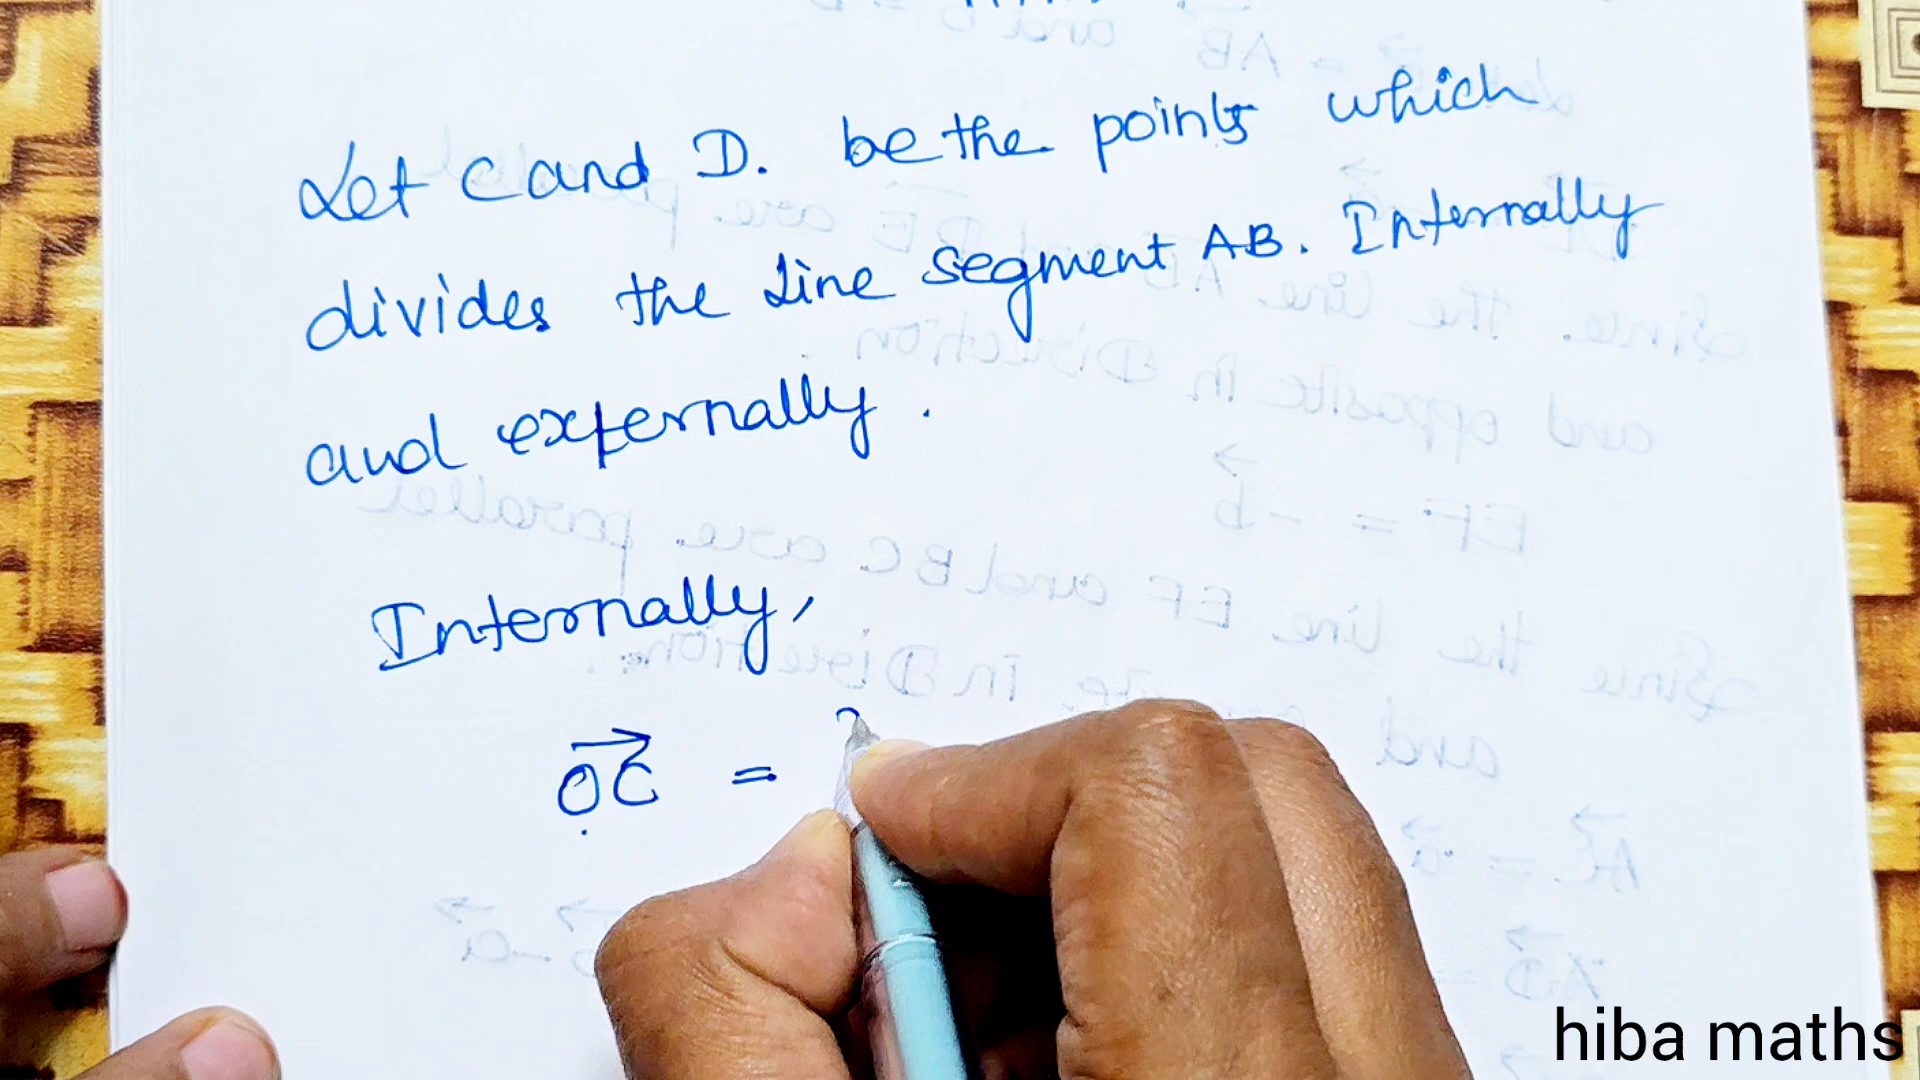 Let C and D. be the points which
divides the Line segment AB. Internally
and externally.
Internally,
OC =
hiba maths